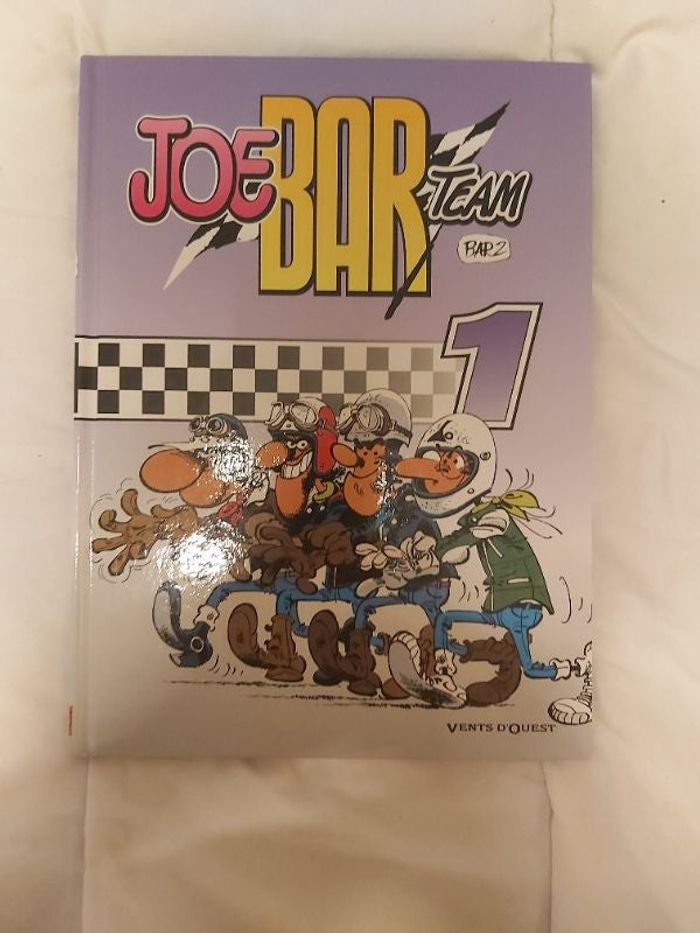 JOE BAR TEAM
BAR2
1
VENTS D'OUEST